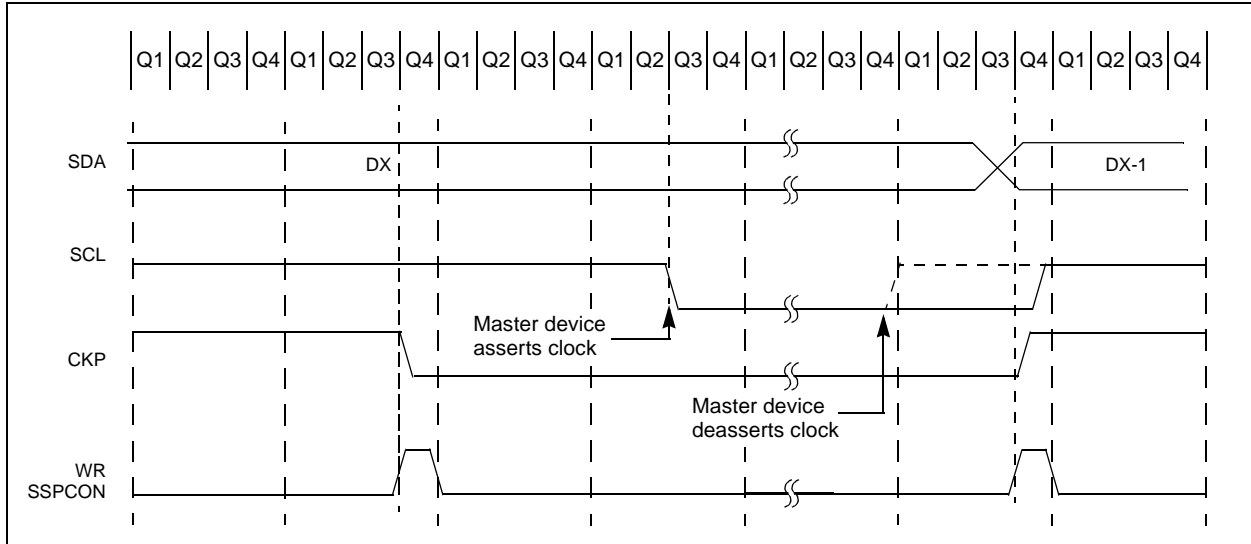 Q1 Q2 Q3 Q4 Q1 Q2 Q3 Q4 Q1 Q2 Q3 Q4 Q1 Q2 Q3 Q4 Q1 Q2 Q3 Q4 Q1 Q2 Q3 Q4 Q1 Q2 Q3 Q4
SDA
DX
DX-1
SCL
Master device
asserts clock
CKP
Master device
deasserts clock
WR
SSPCON